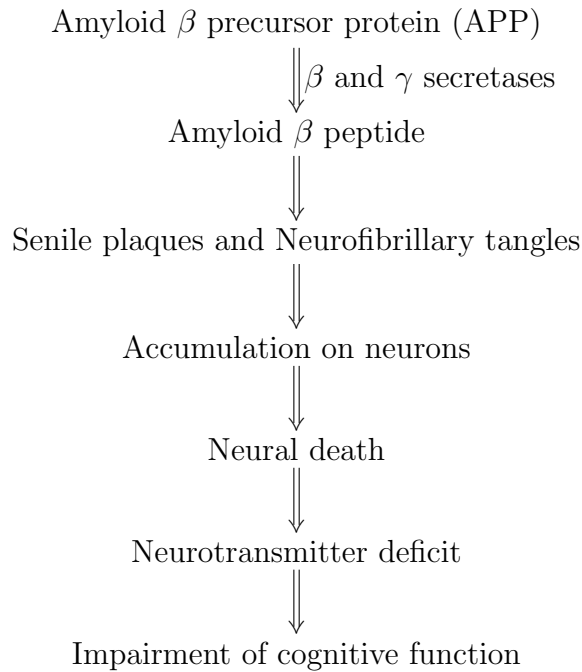 Amyloid β precursor protein (APP)
β and γ secretases
Amyloid β peptide
Senile plaques and Neurofibrillary tangles
Accumulation on neurons
Neural death
Neurotransmitter deficit
Impairment of cognitive function